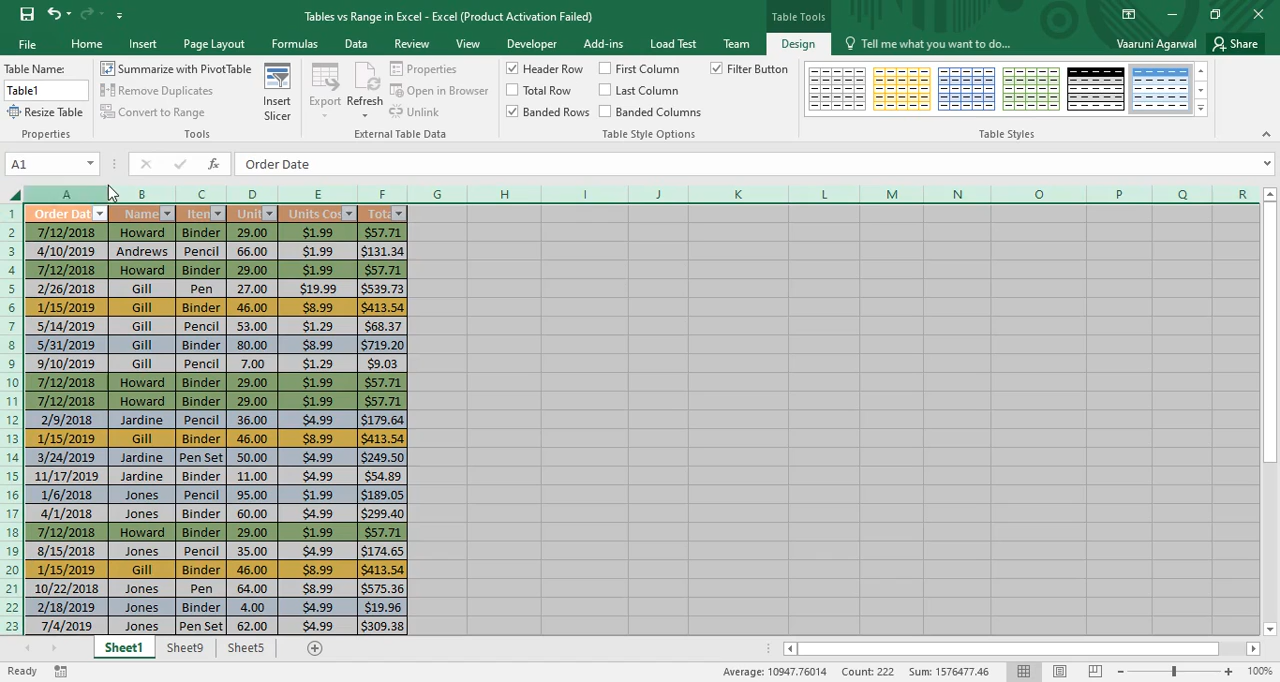 Tables vs Range in Excel - Excel (Product Activation Failed)
Table Tools
File Home Insert Page Layout Formulas Data Review View Developer Add-ins Load Test Team Design Tell me what you want to do... Vaaruni Agarwal Share
Table Name:
Table1
Resize Table
Properties
Summarize with PivotTable
Remove Duplicates
Convert to Range
Insert
Slicer
Tools
Export Refresh
Properties
Open in Browser
Unlink
External Table Data
Header Row First Column Filter Button
Total Row Last Column
Banded Rows Banded Columns
Table Style Options
Table Styles
A1 fx Order Date
A B C D E F G H I J K L M N O P Q R
1 Order Dat Name Iten Unit Units Cos Tota
2 7/12/2018 Howard Binder 29.00 $1.99 $57.71
3 4/10/2019 Andrews Pencil 66.00 $1.99 $131.34
4 7/12/2018 Howard Binder 29.00 $1.99 $57.71
5 2/26/2018 Gill Pen 27.00 $19.99 $539.73
6 1/15/2019 Gill Binder 46.00 $8.99 $413.54
7 5/14/2019 Gill Pencil 53.00 $1.29 $68.37
8 5/31/2019 Gill Binder 80.00 $8.99 $719.20
9 9/10/2019 Gill Pencil 7.00 $1.29 $9.03
10 7/12/2018 Howard Binder 29.00 $1.99 $57.71
11 7/12/2018 Howard Binder 29.00 $1.99 $57.71
12 2/9/2018 Jardine Pencil 36.00 $4.99 $179.64
13 1/15/2019 Gill Binder 46.00 $8.99 $413.54
14 3/24/2019 Jardine Pen Set 50.00 $4.99 $249.50
15 11/17/2019 Jardine Binder 11.00 $4.99 $54.89
16 1/6/2018 Jones Pencil 95.00 $1.99 $189.05
17 4/1/2018 Jones Binder 60.00 $4.99 $299.40
18 7/12/2018 Howard Binder 29.00 $1.99 $57.71
19 8/15/2018 Jones Pencil 35.00 $4.99 $174.65
20 1/15/2019 Gill Binder 46.00 $8.99 $413.54
21 10/22/2018 Jones Pen 64.00 $8.99 $575.36
22 2/18/2019 Jones Binder 4.00 $4.99 $19.96
23 7/4/2019 Jones Pen Set 62.00 $4.99 $309.38
Sheet1 Sheet9 Sheet5
Ready Average: 10947.76014 Count: 222 Sum: 1576477.46 100%